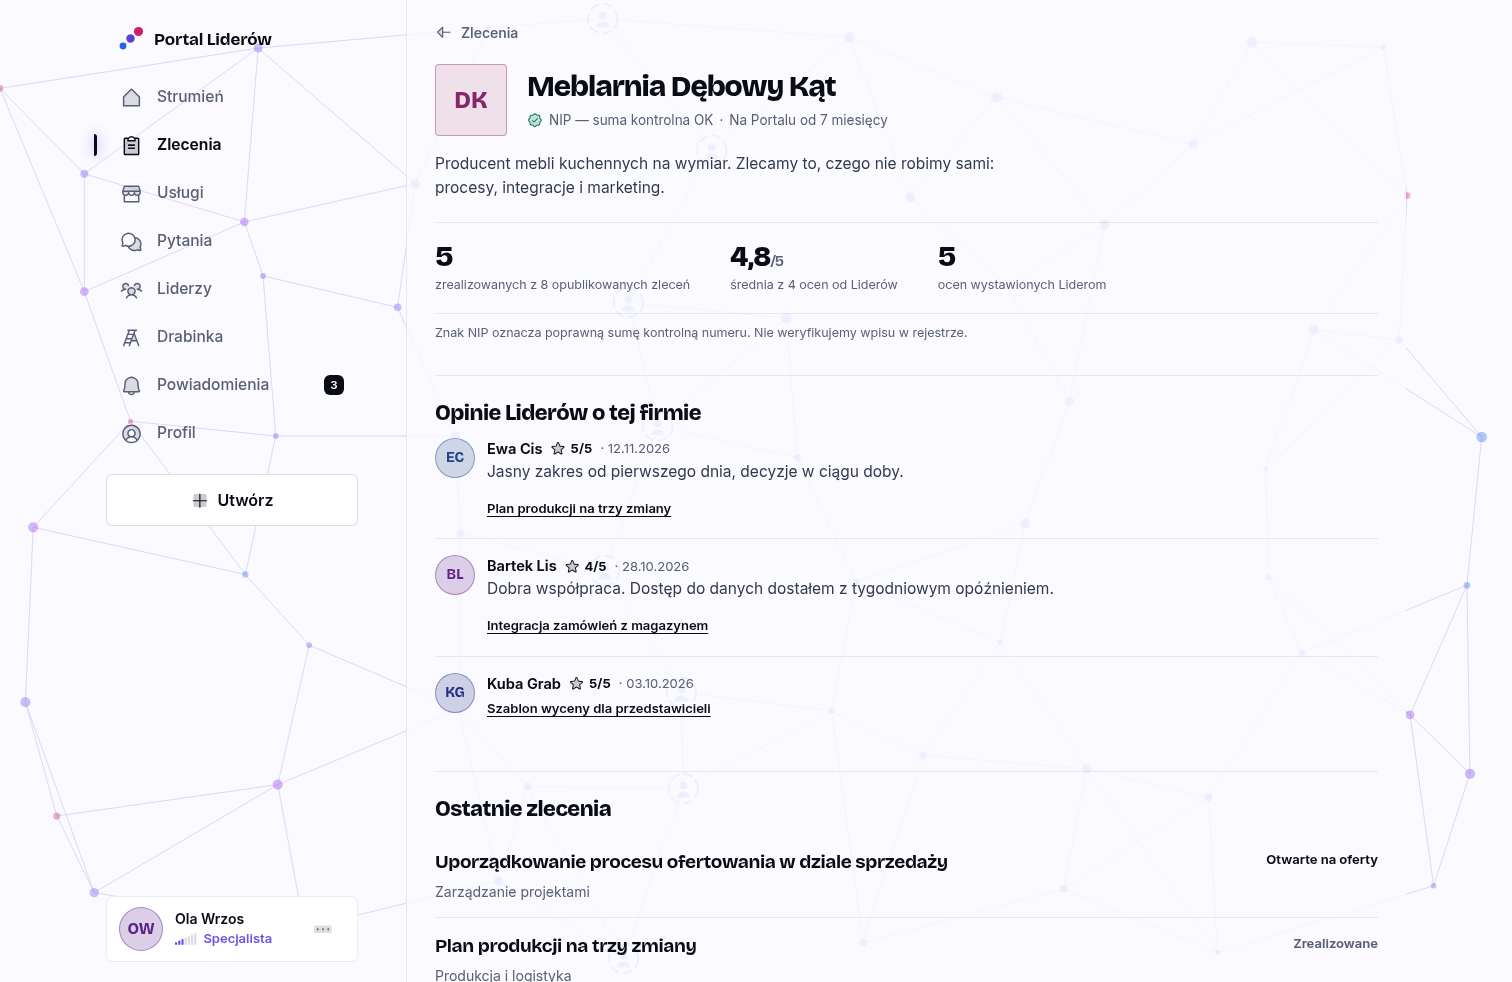 Portal Liderów
Strumień
Zlecenia
Usługi
Pytania
Liderzy
Drabinka
Powiadomienia 3
Profil
Utwórz
OW
Ola Wrzos
Specjalista
Zlecenia
DK
Meblarnia Dębowy Kąt
NIP — suma kontrolna OK · Na Portalu od 7 miesięcy
Producent mebli kuchennych na wymiar. Zlecamy to, czego nie robimy sami:
procesy, integracje i marketing.
5
zrealizowanych z 8 opublikowanych zleceń
4,8/5
średnia z 4 ocen od Liderów
5
ocen wystawionych Liderom
Znak NIP oznacza poprawną sumę kontrolną numeru. Nie weryfikujemy wpisu w rejestrze.
Opinie Liderów o tej firmie
EC
Ewa Cis 5/5 · 12.11.2026
Jasny zakres od pierwszego dnia, decyzje w ciągu doby.
Plan produkcji na trzy zmiany
BL
Bartek Lis 4/5 · 28.10.2026
Dobra współpraca. Dostęp do danych dostałem z tygodniowym opóźnieniem.
Integracja zamówień z magazynem
KG
Kuba Grab 5/5 · 03.10.2026
Szablon wyceny dla przedstawicieli
Ostatnie zlecenia
Uporządkowanie procesu ofertowania w dziale sprzedaży
Otwarte na oferty
Zarządzanie projektami
Plan produkcji na trzy zmiany
Zrealizowane
Produkcja i logistyka